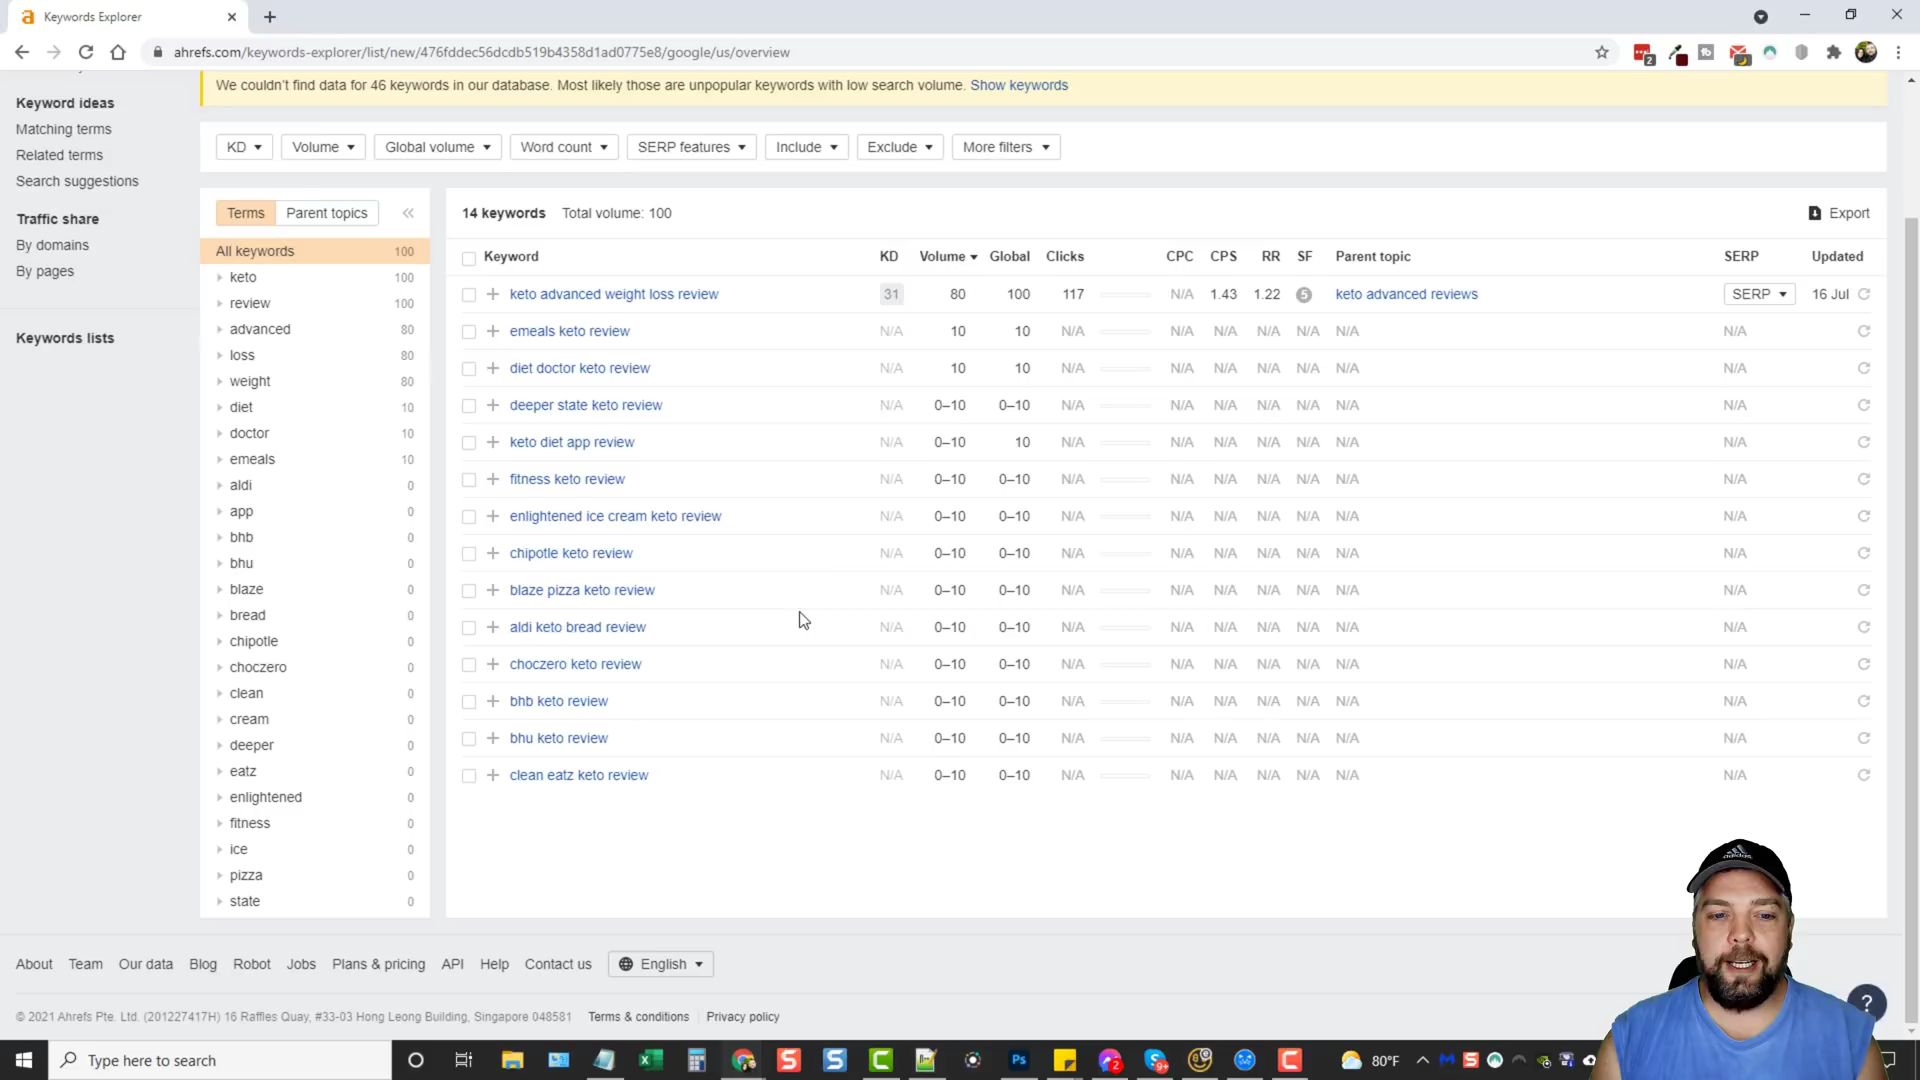 Keywords Explorer
ahrefs.com/keywords-explorer/list/new/476fddec56dcdb519b4358d1ad0775e8/google/us/overview
We couldn't find data for 46 keywords in our database. Most likely those are unpopular keywords with low search volume. Show keywords
Keyword ideas
Matching terms
Related terms
Search suggestions
Traffic share
By domains
By pages
Keywords lists
KD Volume Global volume Word count SERP features Include Exclude More filters
Terms Parent topics
All keywords 100
keto 100
review 100
advanced 80
loss 80
weight 80
diet 10
doctor 10
emeals 10
aldi 0
app 0
bhb 0
bhu 0
blaze 0
bread 0
chipotle 0
choczero 0
clean 0
cream 0
deeper 0
eatz 0
enlightened 0
fitness 0
ice 0
pizza 0
state 0
14 keywords Total volume: 100 Export
Keyword KD Volume Global Clicks CPC CPS RR SF Parent topic SERP Updated
keto advanced weight loss review 31 80 100 117 N/A 1.43 1.22 5 keto advanced reviews SERP 16 Jul
emeals keto review N/A 10 10 N/A N/A N/A N/A N/A N/A N/A
diet doctor keto review N/A 10 10 N/A N/A N/A N/A N/A N/A N/A
deeper state keto review N/A 0–10 0–10 N/A N/A N/A N/A N/A N/A N/A
keto diet app review N/A 0–10 10 N/A N/A N/A N/A N/A N/A N/A
fitness keto review N/A 0–10 0–10 N/A N/A N/A N/A N/A N/A N/A
enlightened ice cream keto review N/A 0–10 0–10 N/A N/A N/A N/A N/A N/A N/A
chipotle keto review N/A 0–10 0–10 N/A N/A N/A N/A N/A N/A N/A
blaze pizza keto review N/A 0–10 0–10 N/A N/A N/A N/A N/A N/A N/A
aldi keto bread review N/A 0–10 0–10 N/A N/A N/A N/A N/A N/A N/A
choczero keto review N/A 0–10 0–10 N/A N/A N/A N/A N/A N/A N/A
bhb keto review N/A 0–10 0–10 N/A N/A N/A N/A N/A N/A N/A
bhu keto review N/A 0–10 0–10 N/A N/A N/A N/A N/A N/A N/A
clean eatz keto review N/A 0–10 0–10 N/A N/A N/A N/A N/A N/A N/A
About Team Our data Blog Robot Jobs Plans & pricing API Help Contact us English
© 2021 Ahrefs Pte. Ltd. (201227417H) 16 Raffles Quay, #33-03 Hong Leong Building, Singapore 048581 Terms & conditions Privacy policy
?
adidas
Type here to search
Ps
80°F